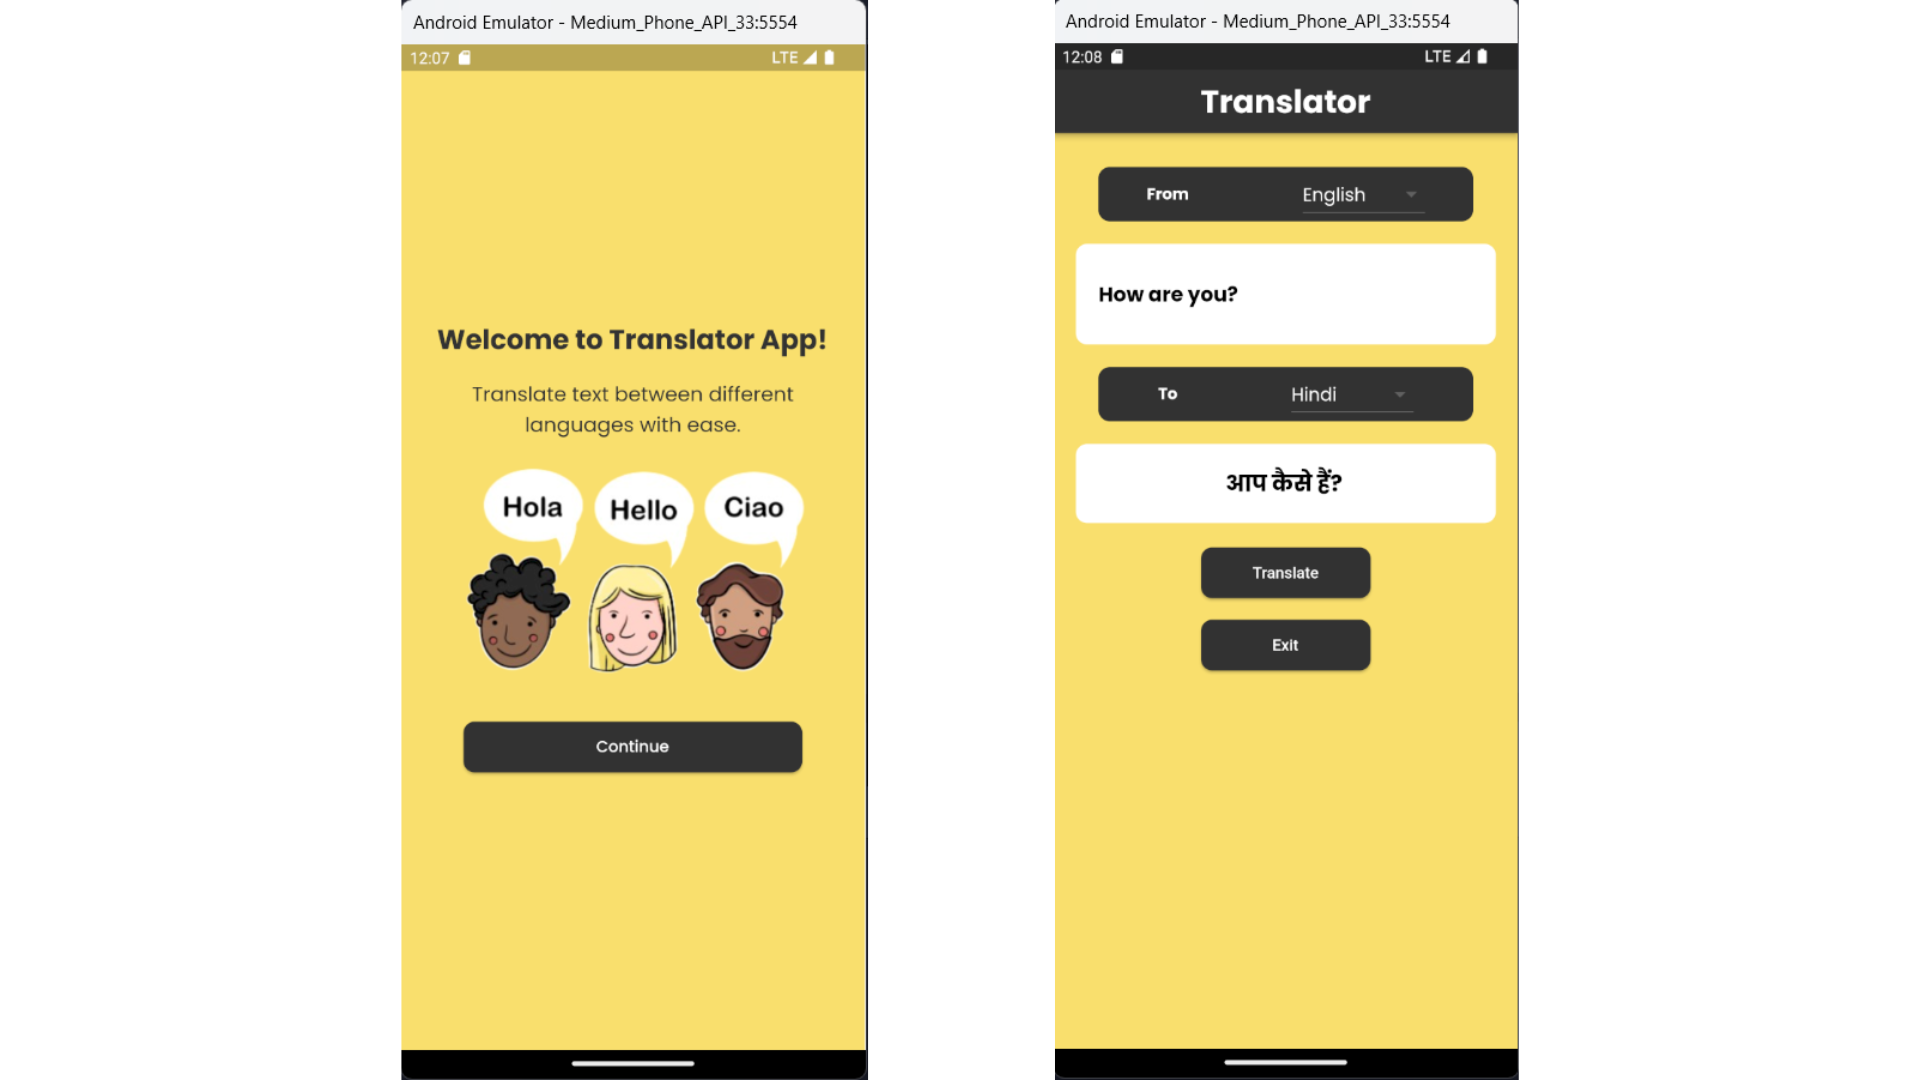 Android Emulator - Medium_Phone_API_33:5554
12:07 LTE
Welcome to Translator App!
Translate text between different
languages with ease.
Hola Hello Ciao
Continue
Android Emulator - Medium_Phone_API_33:5554
12:08 LTE
Translator
From English
How are you?
To Hindi
आप कैसे हैं?
Translate
Exit